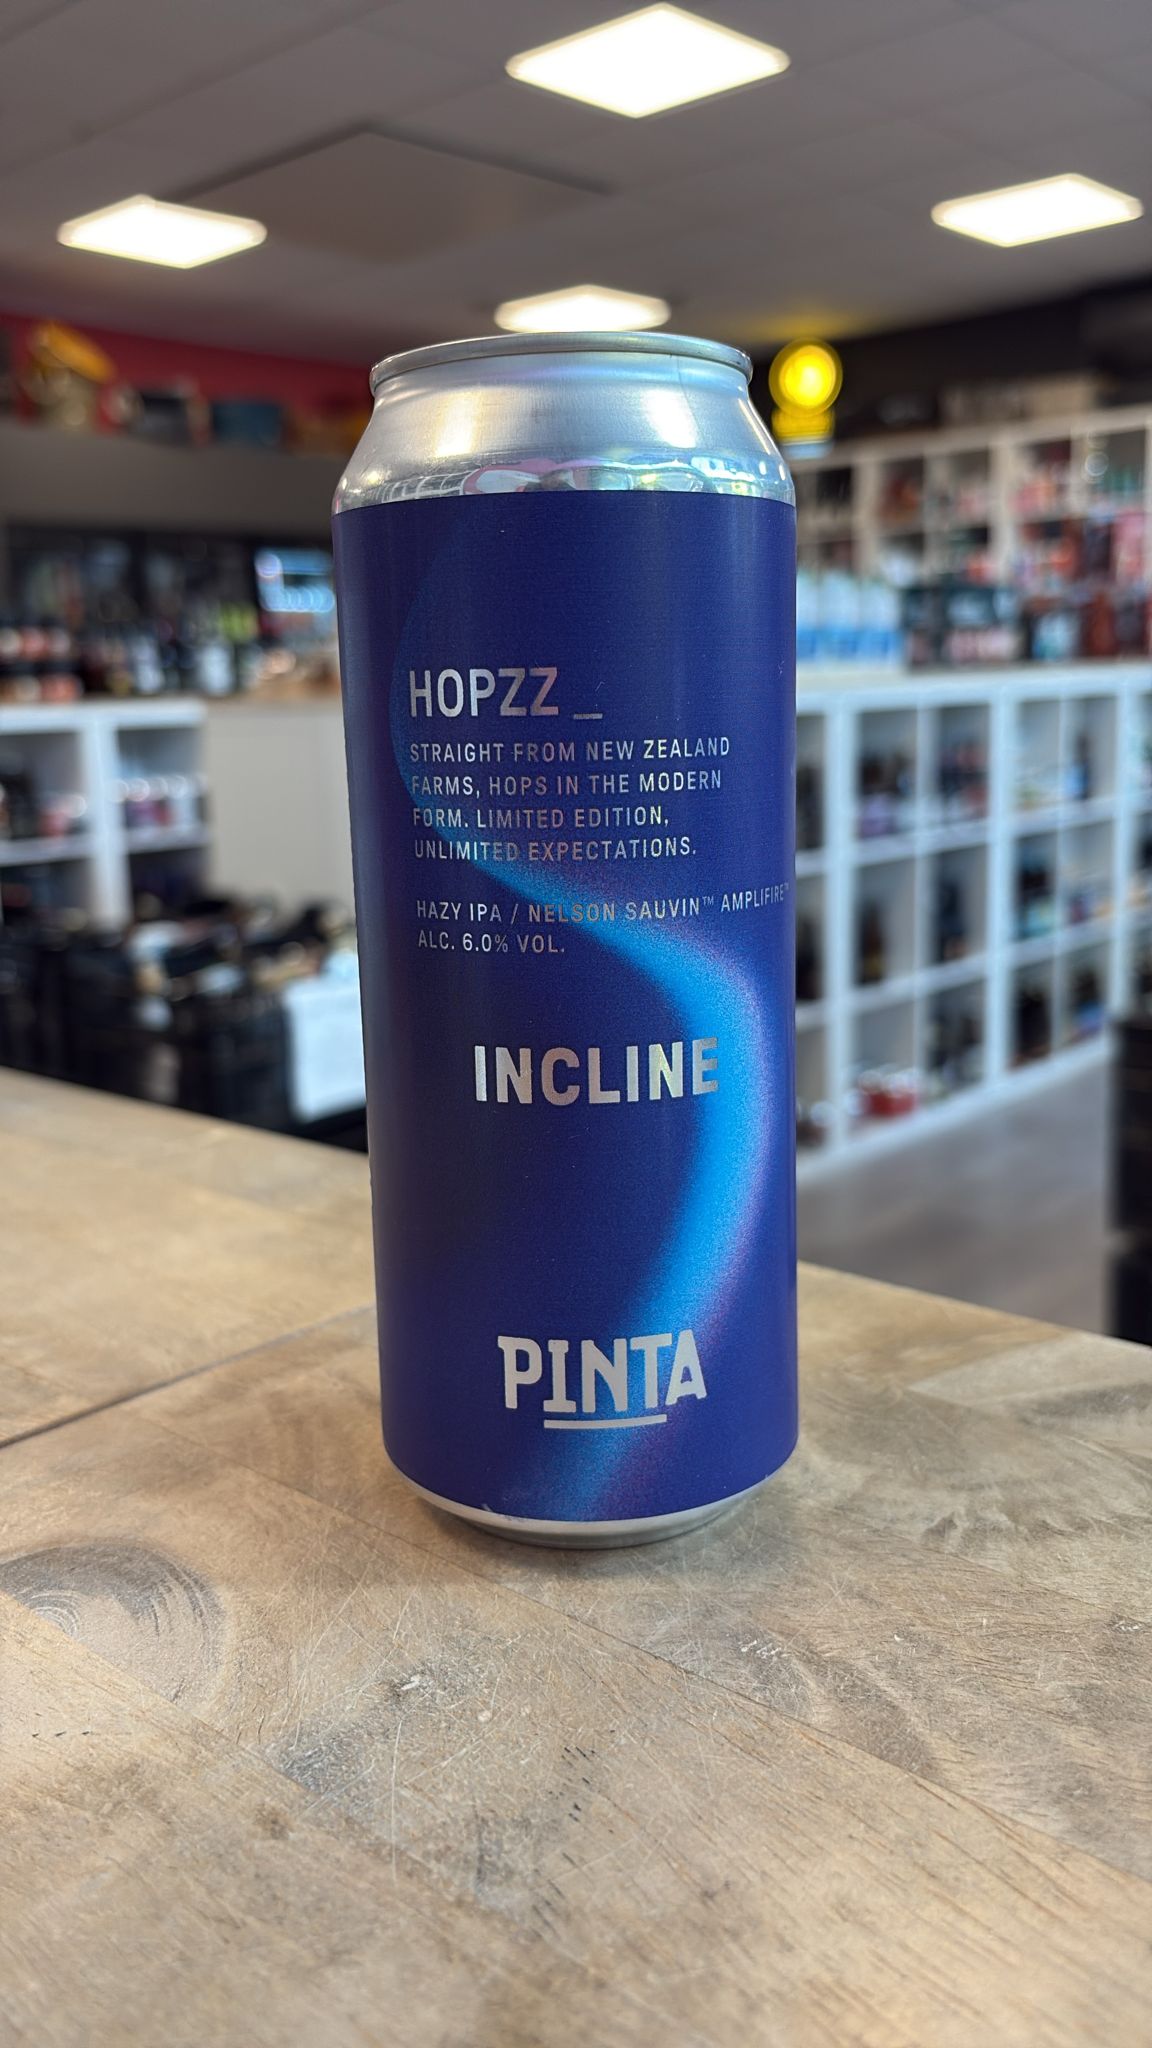 HOPZZ _
STRAIGHT FROM NEW ZEALAND
FARMS, HOPS IN THE MODERN
FORM. LIMITED EDITION,
UNLIMITED EXPECTATIONS.
HAZY IPA / NELSON SAUVIN™ AMPLIFIRE™
ALC. 6.0% VOL.
INCLINE
PINTA